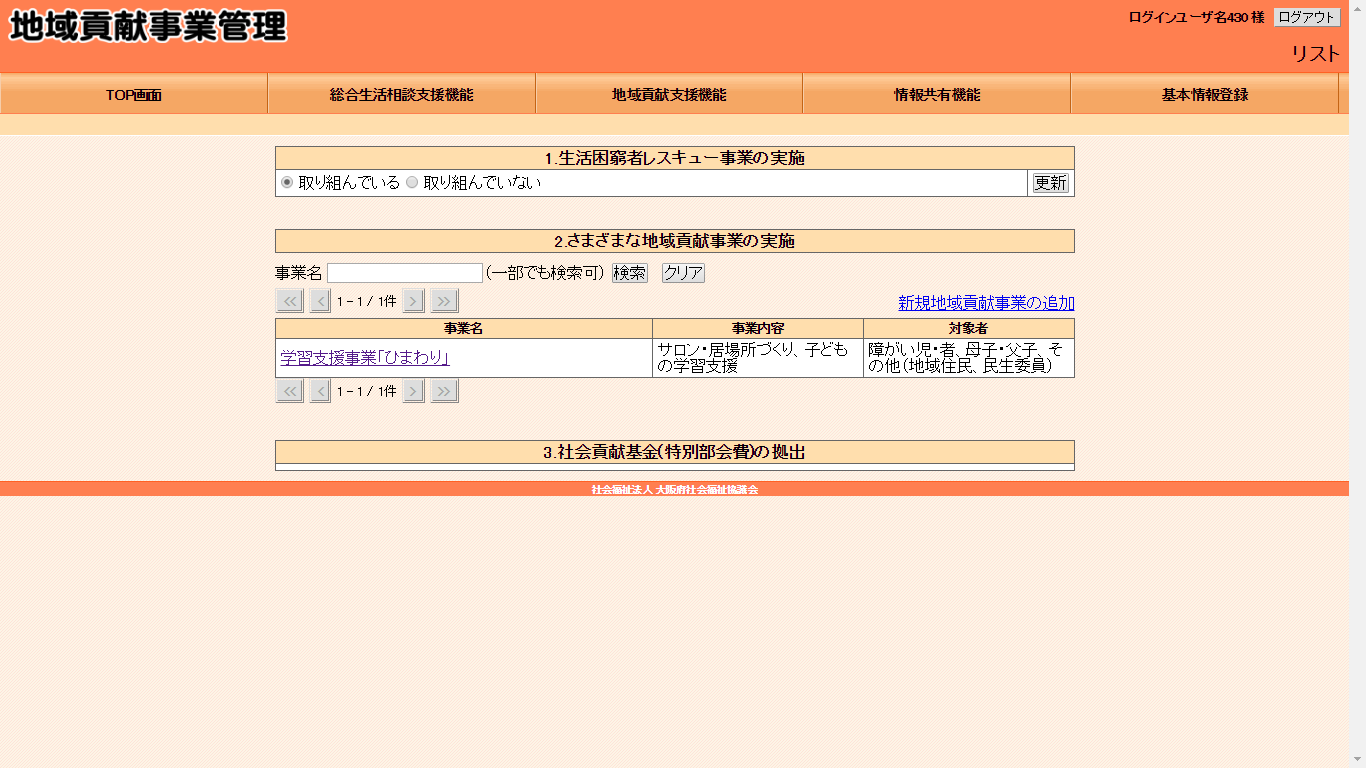 地域貢献事業管理
ログインユーザ名430 様 ログアウト
リスト
TOP画面 総合生活相談支援機能 地域貢献支援機能 情報共有機能 基本情報登録
1.生活困窮者レスキュー事業の実施
取り組んでいる 取り組んでいない 更新
2.さまざまな地域貢献事業の実施
事業名 (一部でも検索可) 検索 クリア
<< < 1 - 1 / 1件 > >> 新規地域貢献事業の追加
事業名 事業内容 対象者
学習支援事業「ひまわり」 サロン・居場所づくり、子ども 障がい児・者、母子・父子、そ
の学習支援 の他（地域住民、民生委員）
<< < 1 - 1 / 1件 > >>
3.社会貢献基金(特別部会費)の拠出
社会福祉法人 大阪府社会福祉協議会